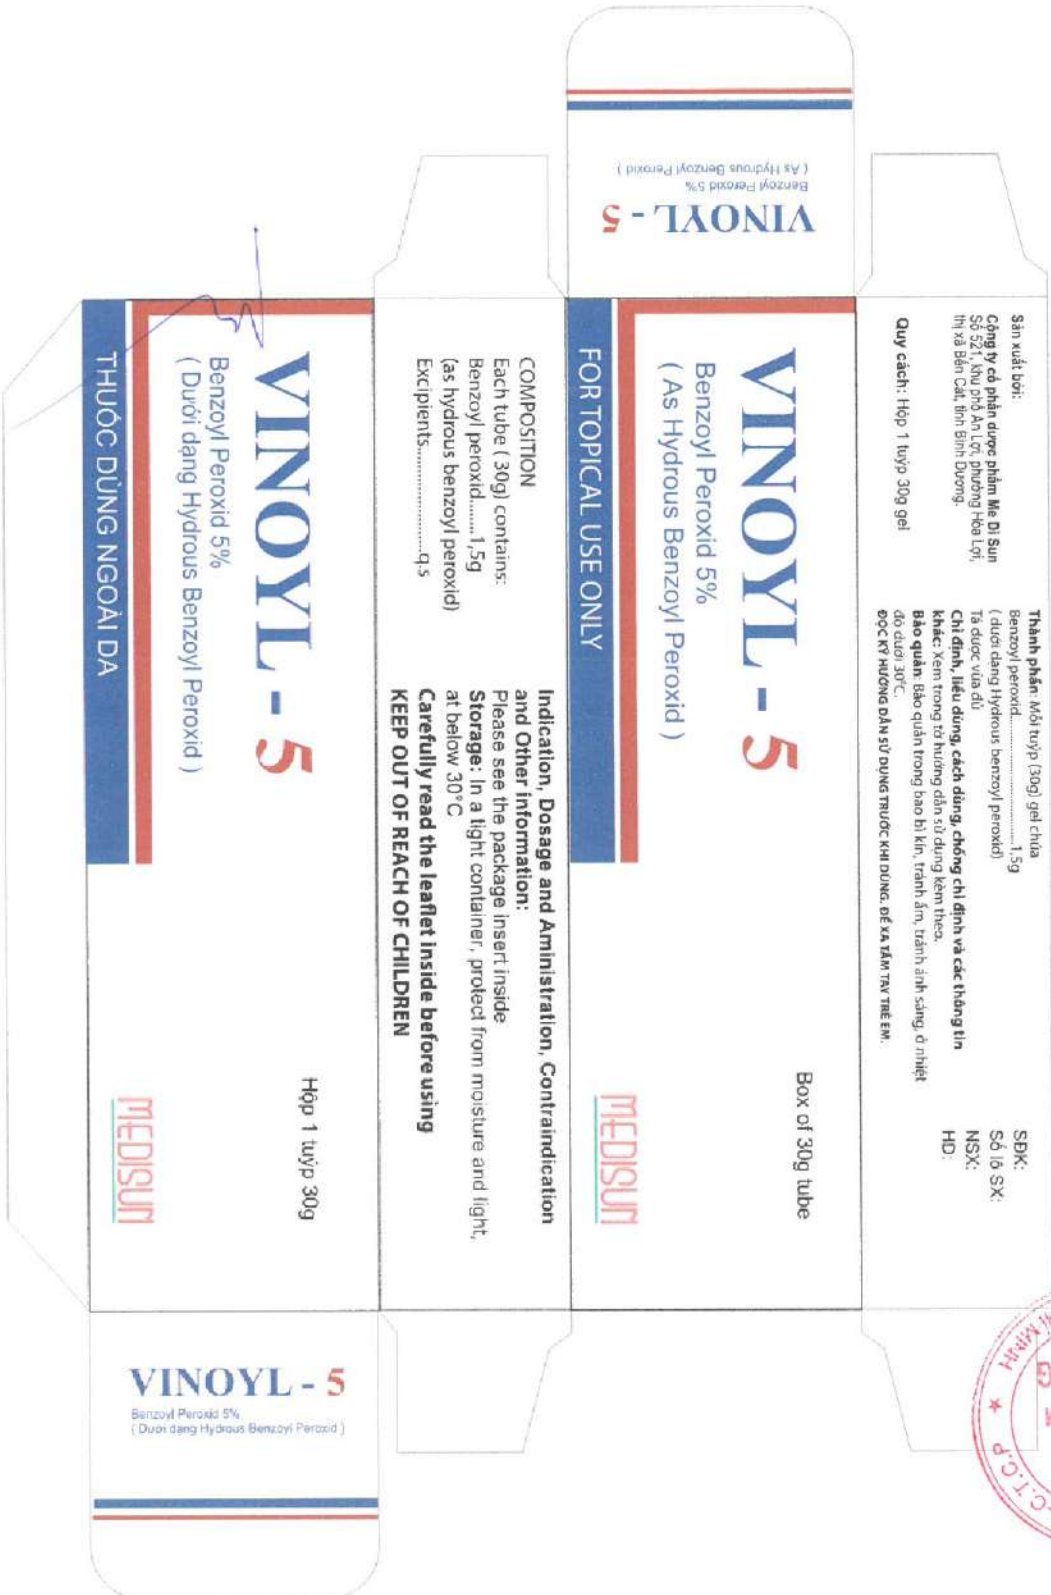 VINOYL - 5
Benzoyl Peroxid 5%
( As Hydrous Benzoyl Peroxid )
Sản xuất bởi:
Công ty cổ phần dược phẩm Me Di Sun
Số 521, khu phố An Lợi, phường Hòa Lợi,
thị xã Bến Cát, tỉnh Bình Dương.
Quy cách: Hộp 1 tuýp 30g gel
Thành phần: Mỗi tuýp (30g) gel chứa
Benzoyl peroxid..........................1,5g
( dưới dạng Hydrous benzoyl peroxid)
Tá dược vừa đủ
Chỉ định, liều dùng, cách dùng, chống chỉ định và các thông tin
khác: Xem trong tờ hướng dẫn sử dụng kèm theo.
Bảo quản: Bảo quản trong bao bì kín, tránh ẩm, tránh ánh sáng, ở nhiệt
độ dưới 30°C.
ĐỌC KỸ HƯỚNG DẪN SỬ DỤNG TRƯỚC KHI DÙNG. ĐỂ XA TẦM TAY TRẺ EM.
SĐK:
Số lô SX:
NSX:
HD:
VINOYL - 5
Benzoyl Peroxid 5%
( As Hydrous Benzoyl Peroxid )
FOR TOPICAL USE ONLY
Box of 30g tube
MEDISUN
COMPOSITION
Each tube ( 30g) contains:
Benzoyl peroxid........1,5g
(as hydrous benzoyl peroxid)
Excipients....................q.s
Indication, Dosage and Aministration, Contraindication
and Other information:
Please see the package insert inside
Storage: In a tight container, protect from moisture and light,
at below 30°C
Carefully read the leaflet inside before using
KEEP OUT OF REACH OF CHILDREN
VINOYL - 5
Benzoyl Peroxid 5%
( Dưới dạng Hydrous Benzoyl Peroxid )
THUỐC DÙNG NGOÀI DA
Hộp 1 tuýp 30g
MEDISUN
VINOYL - 5
Benzoyl Peroxid 5%
( Dưới dạng Hydrous Benzoyl Peroxid )
C.T.C.P ★ MINH